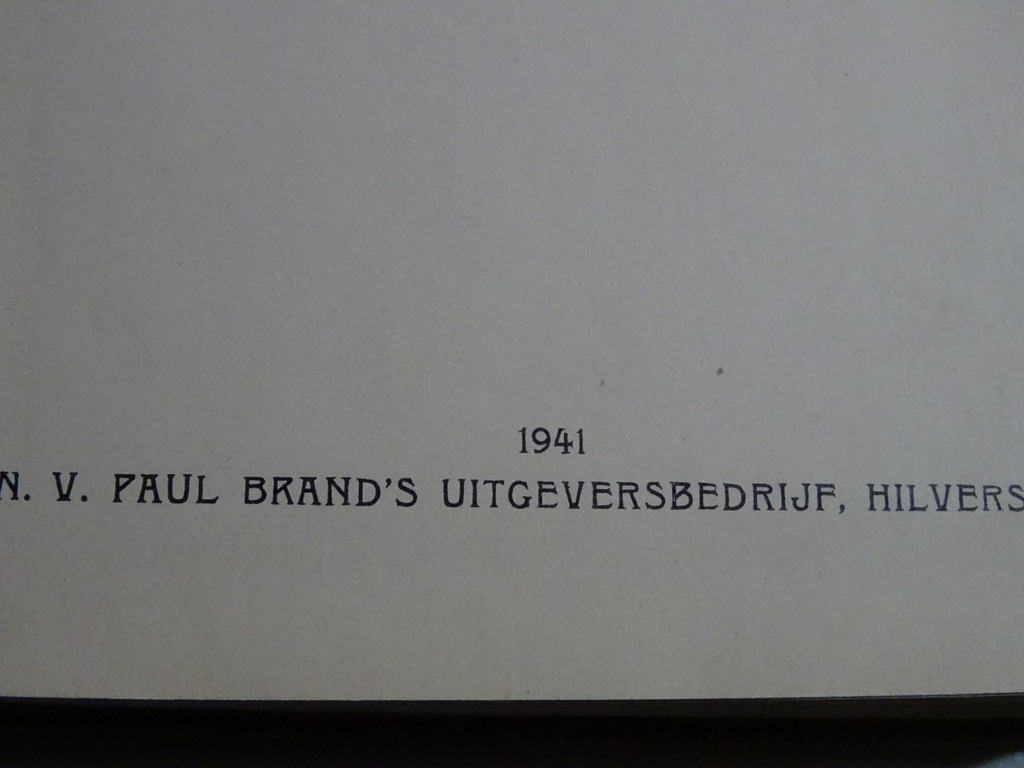 1941
N. V. PAUL BRAND'S UITGEVERSBEDRIJF, HILVERS